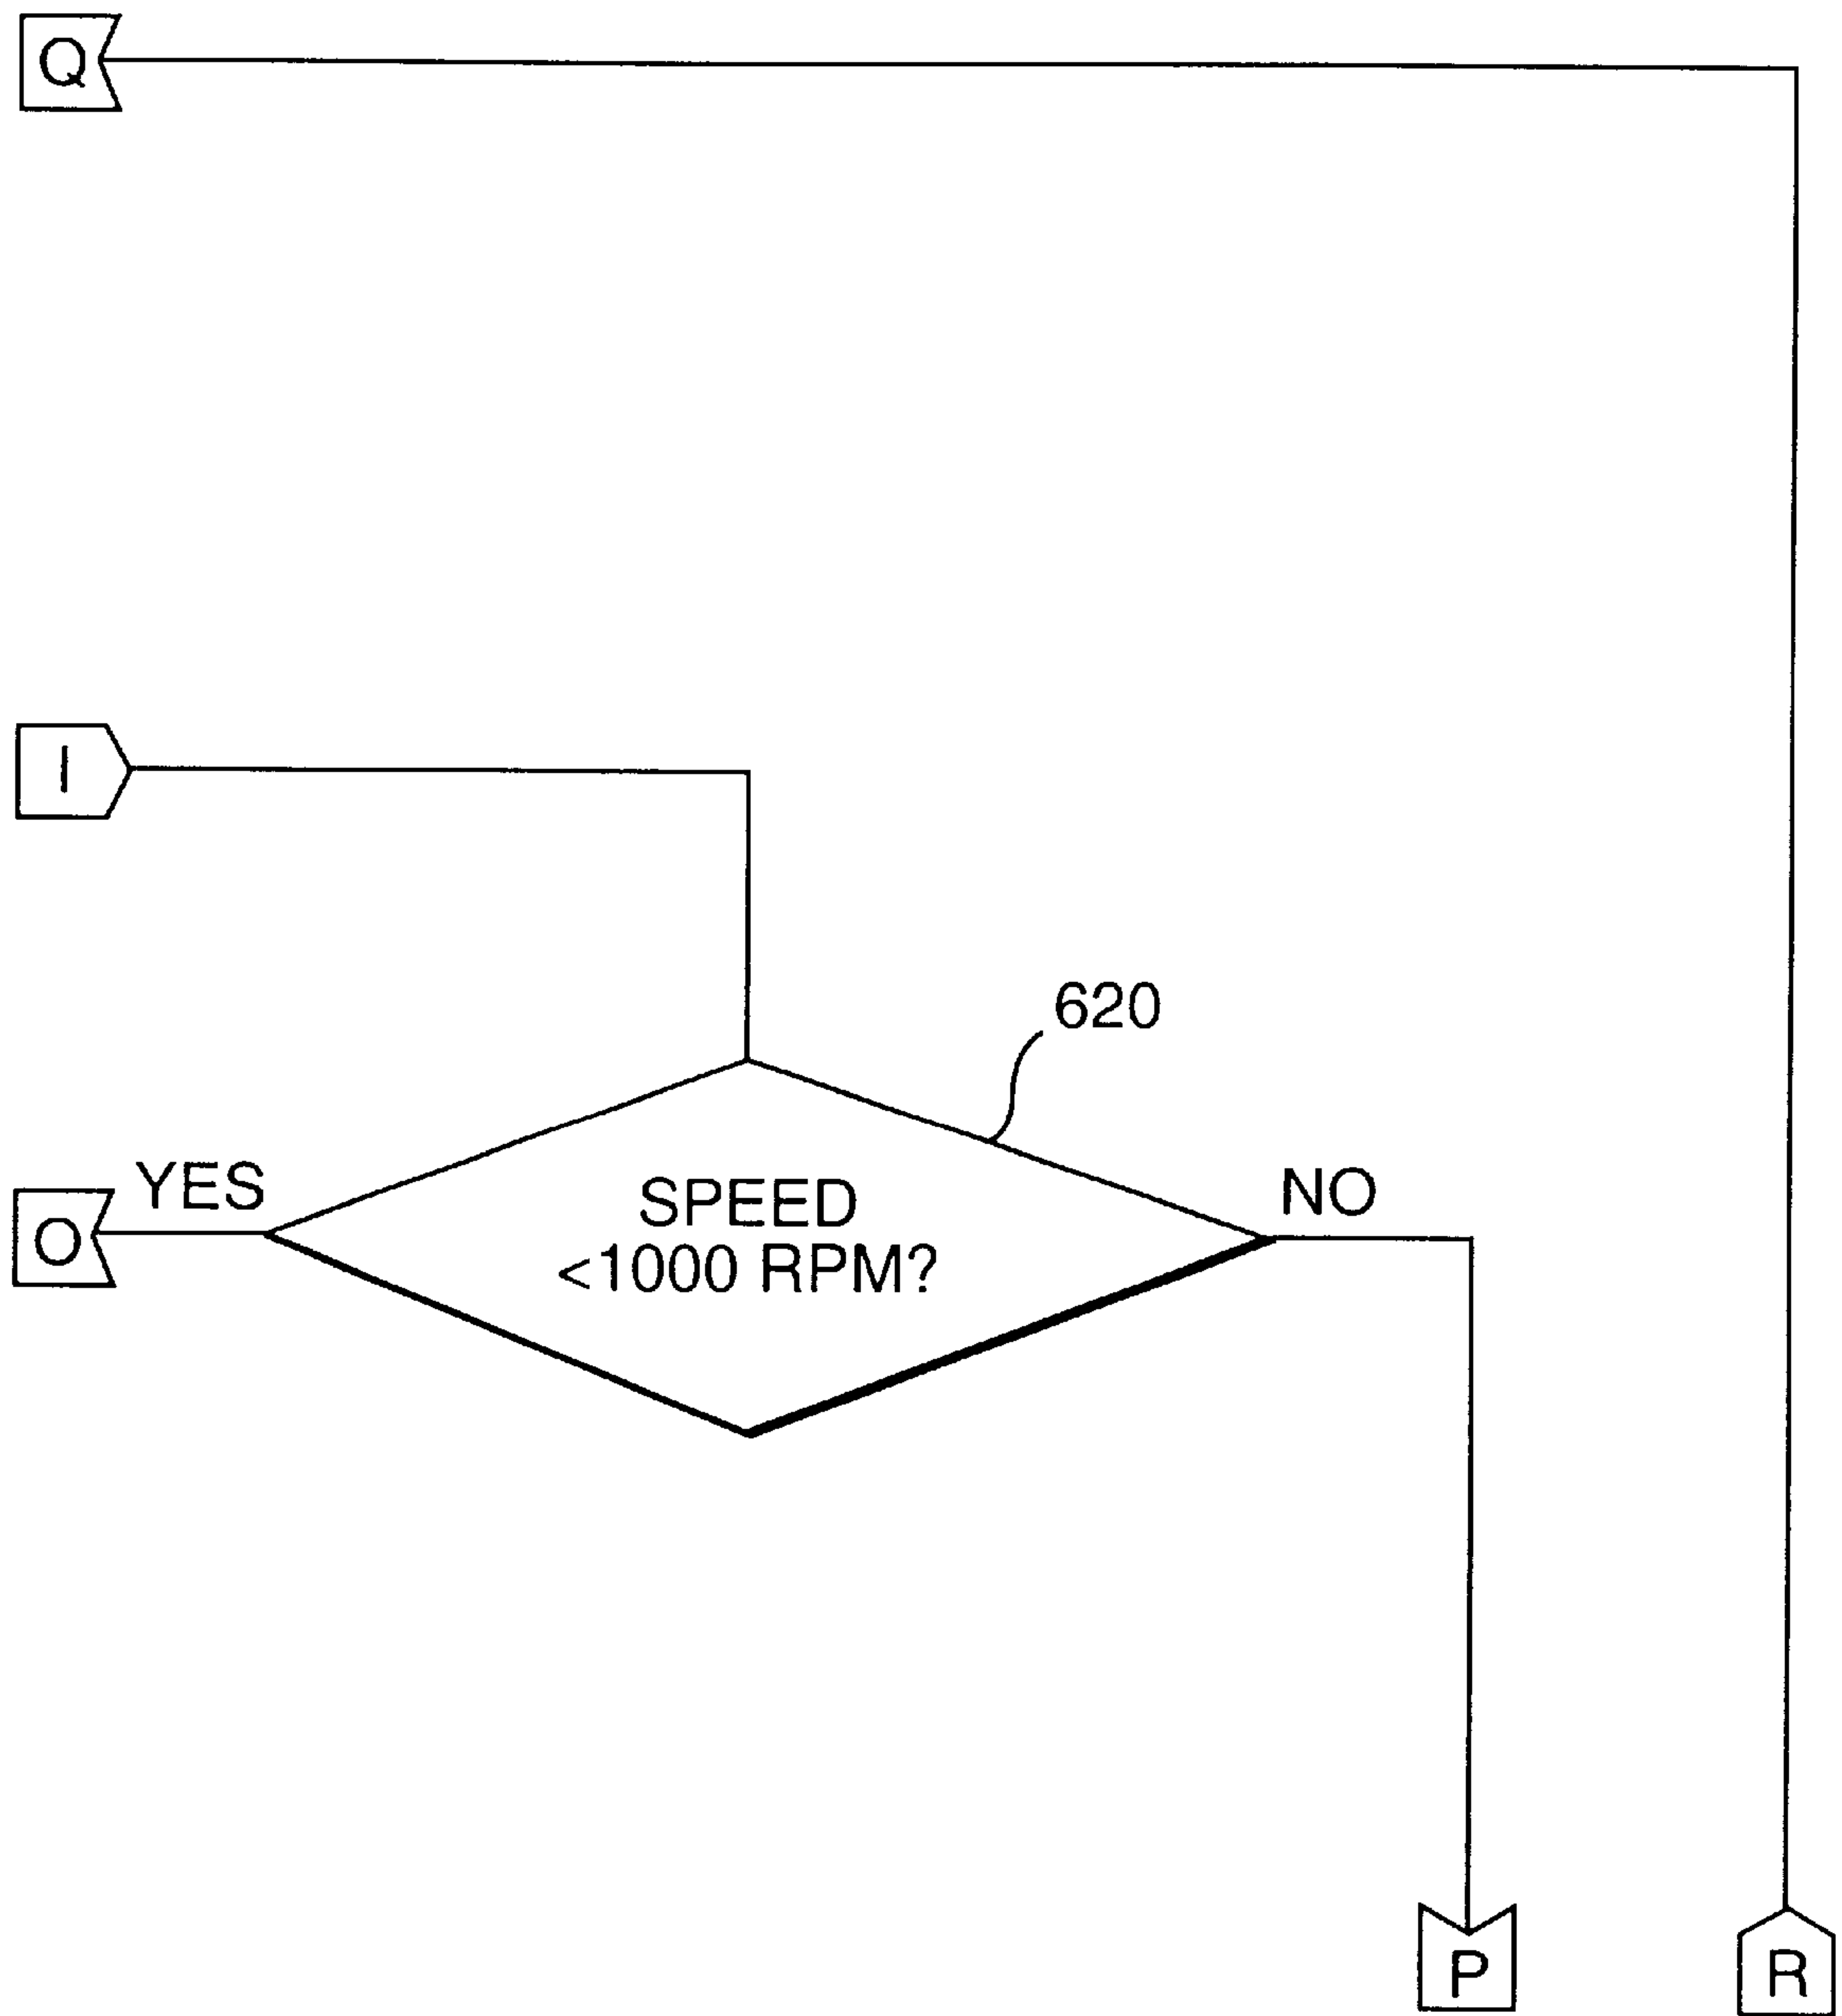 Q
I
620
YES
SPEED
<1000 RPM?
NO
O
P
R